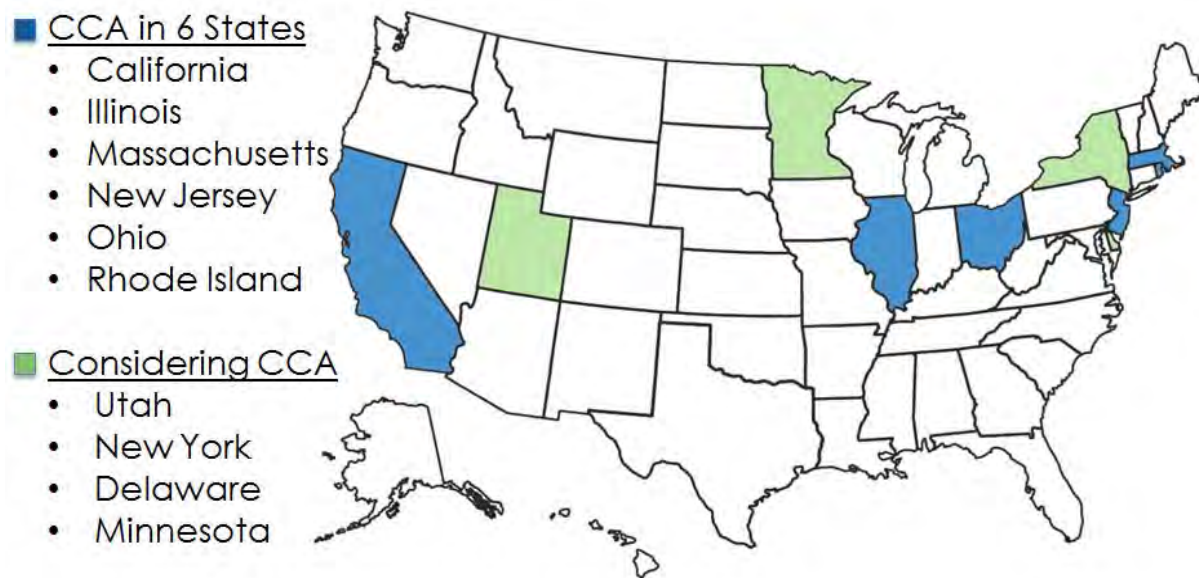 CCA in 6 States
• California
• Illinois
• Massachusetts
• New Jersey
• Ohio
• Rhode Island
Considering CCA
• Utah
• New York
• Delaware
• Minnesota